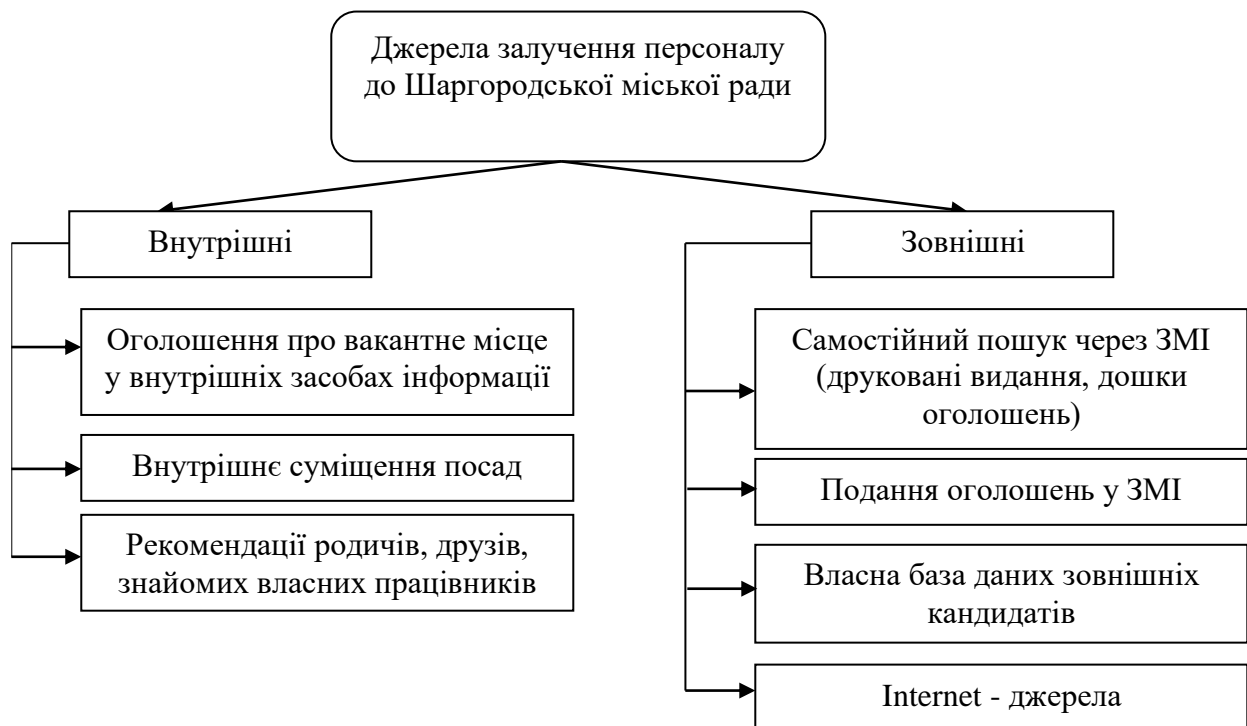 Джерела залучення персоналу
до Шаргородської міської ради
Внутрішні
Оголошення про вакантне місце
у внутрішніх засобах інформації
Внутрішнє суміщення посад
Рекомендації родичів, друзів,
знайомих власних працівників
Зовнішні
Самостійний пошук через ЗМІ
(друковані видання, дошки
оголошень)
Подання оголошень у ЗМІ
Власна база даних зовнішніх
кандидатів
Internet - джерела